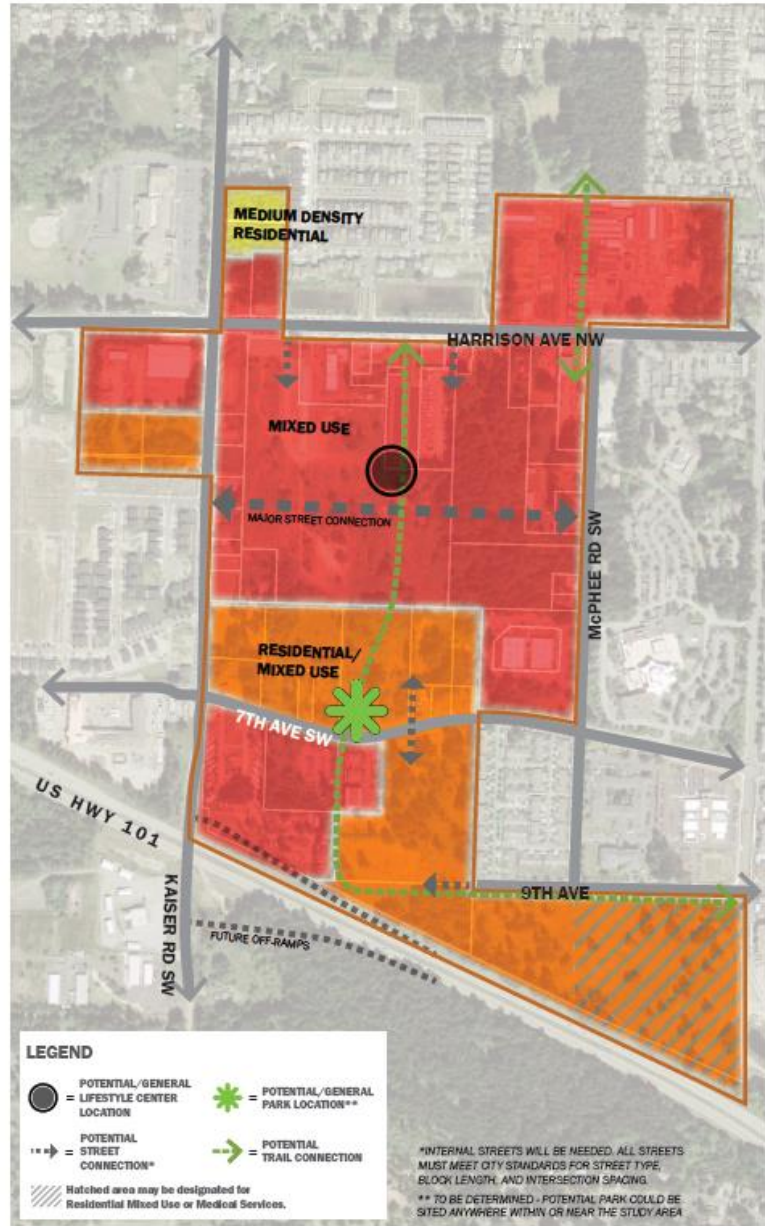 MEDIUM DENSITY
RESIDENTIAL
HARRISON AVE NW
MIXED USE
MAJOR STREET CONNECTION
McPHEE RD SW
RESIDENTIAL/
MIXED USE
7TH AVE SW
US HWY 101
KAISER RD SW
9TH AVE
FUTURE OFF-RAMPS
LEGEND
= POTENTIAL/GENERAL
LIFESTYLE CENTER
LOCATION
= POTENTIAL/GENERAL
PARK LOCATION**
= POTENTIAL
STREET
CONNECTION*
= POTENTIAL
TRAIL CONNECTION
Hatched area may be designated for
Residential Mixed Use or Medical Services.
*INTERNAL STREETS WILL BE NEEDED. ALL STREETS
MUST MEET CITY STANDARDS FOR STREET TYPE,
BLOCK LENGTH, AND INTERSECTION SPACING.
** TO BE DETERMINED - POTENTIAL PARK COULD BE
SITED ANYWHERE WITHIN OR NEAR THE STUDY AREA